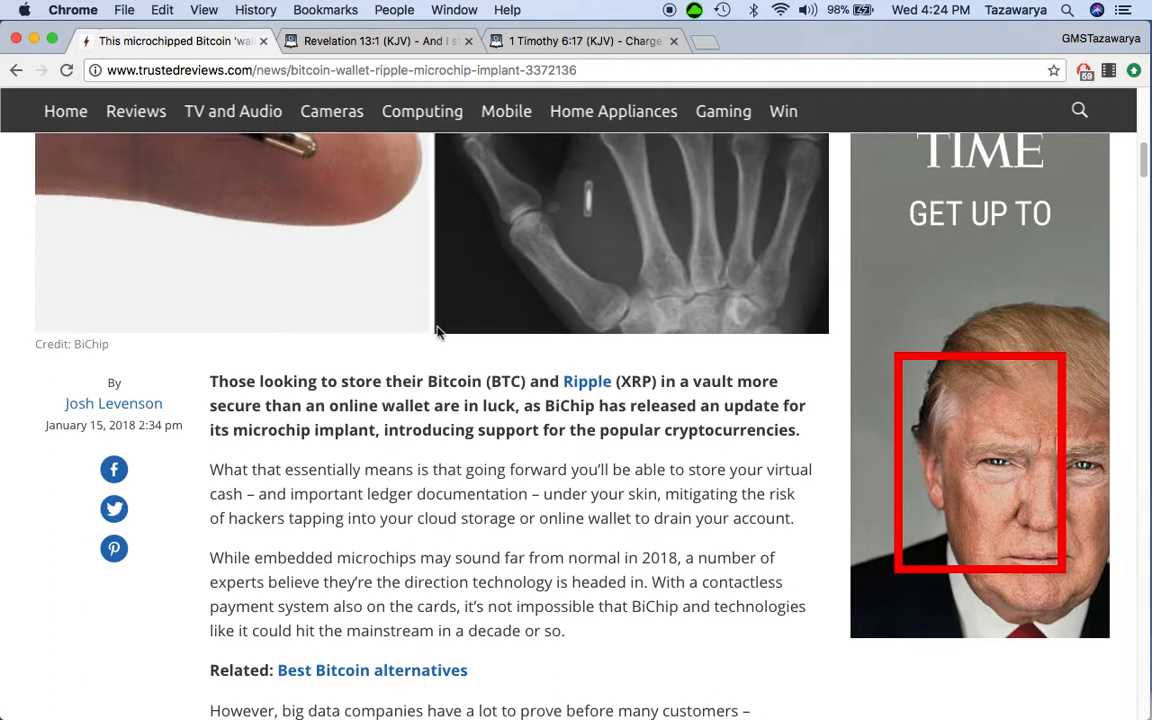 Chrome File Edit View History Bookmarks People Window Help 98% Wed 4:24 PM Tazawarya
This microchipped Bitcoin 'wal Revelation 13:1 (KJV) - And I st 1 Timothy 6:17 (KJV) - Charge GMSTazawarya
www.trustedreviews.com/news/bitcoin-wallet-ripple-microchip-implant-3372136
59
Home Reviews TV and Audio Cameras Computing Mobile Home Appliances Gaming Win
TIME
GET UP TO
Credit: BiChip
By
Josh Levenson
January 15, 2018 2:34 pm
Those looking to store their Bitcoin (BTC) and Ripple (XRP) in a vault more
secure than an online wallet are in luck, as BiChip has released an update for
its microchip implant, introducing support for the popular cryptocurrencies.
What that essentially means is that going forward you'll be able to store your virtual
cash – and important ledger documentation – under your skin, mitigating the risk
of hackers tapping into your cloud storage or online wallet to drain your account.
While embedded microchips may sound far from normal in 2018, a number of
experts believe they're the direction technology is headed in. With a contactless
payment system also on the cards, it's not impossible that BiChip and technologies
like it could hit the mainstream in a decade or so.
Related: Best Bitcoin alternatives
However, big data companies have a lot to prove before many customers –